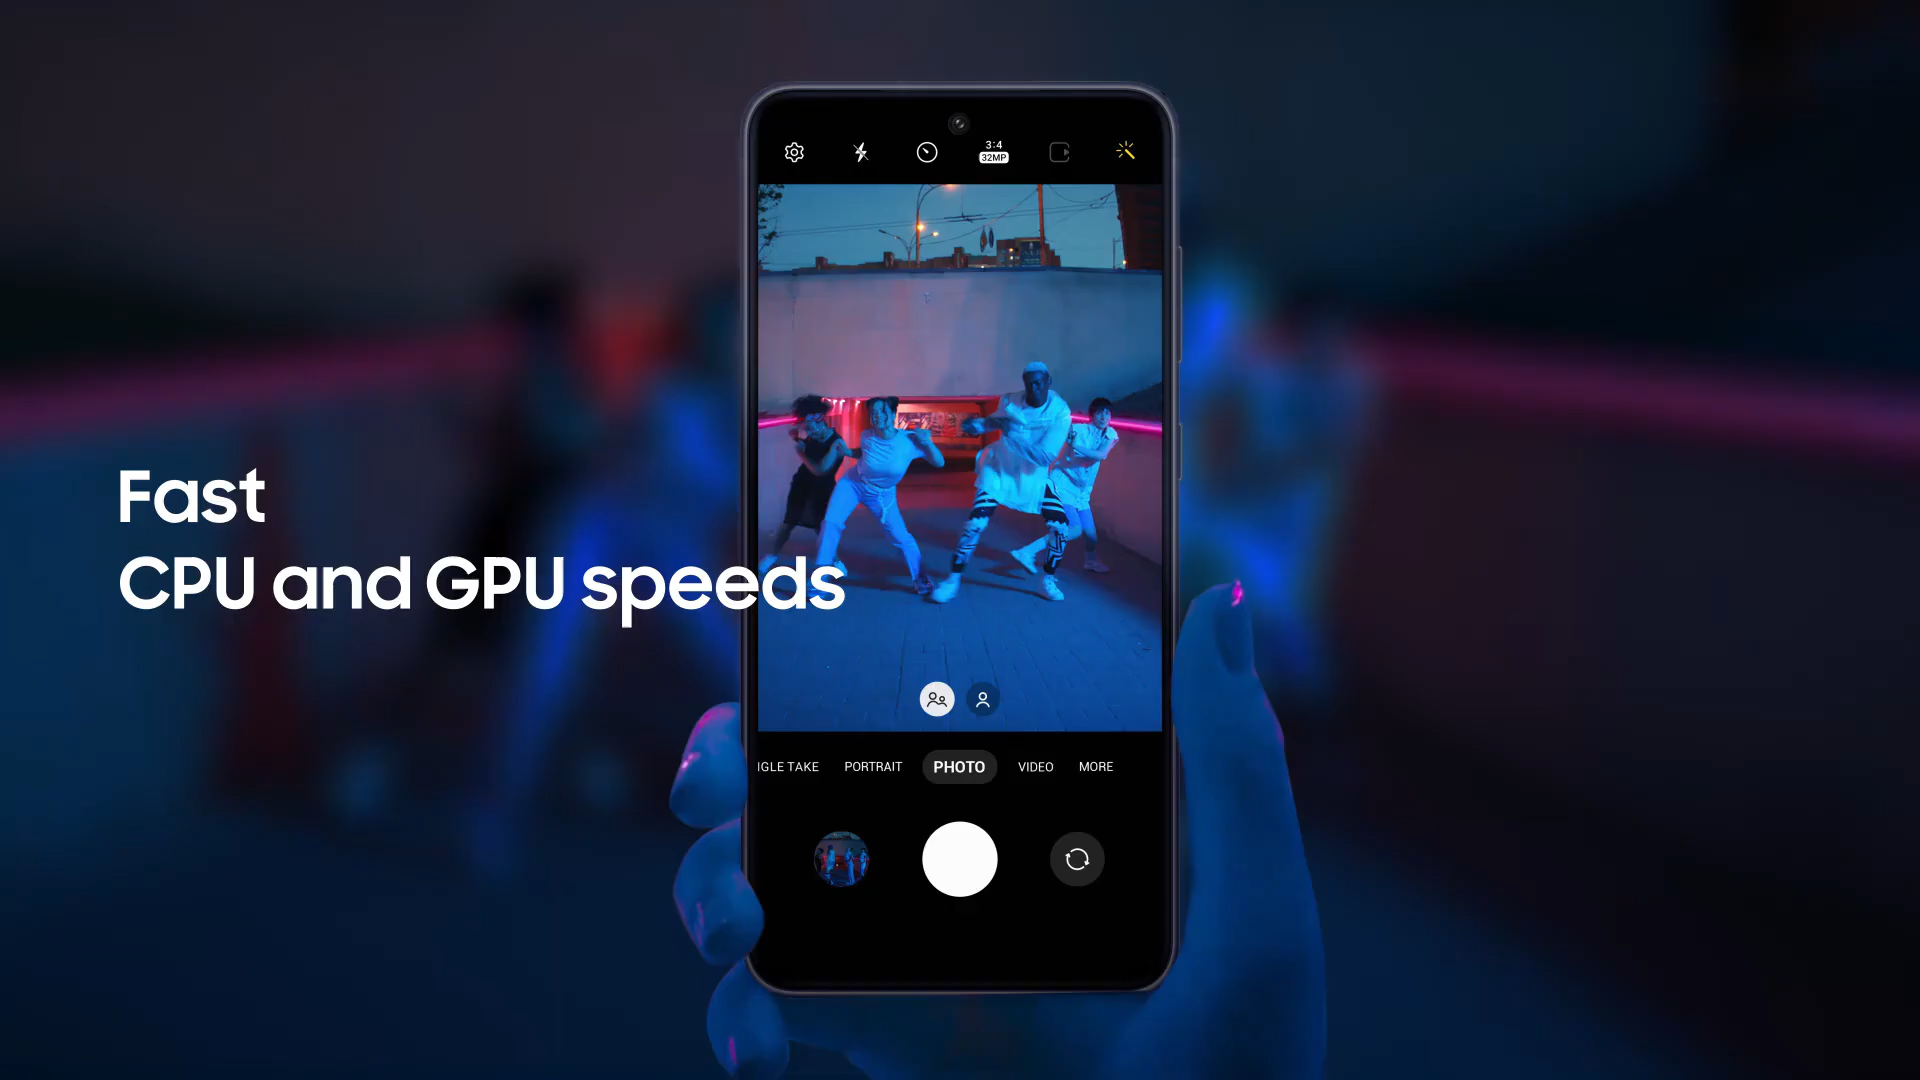 3:4
32MP
Fast
CPU and GPU speeds
IGLE TAKE PORTRAIT PHOTO VIDEO MORE